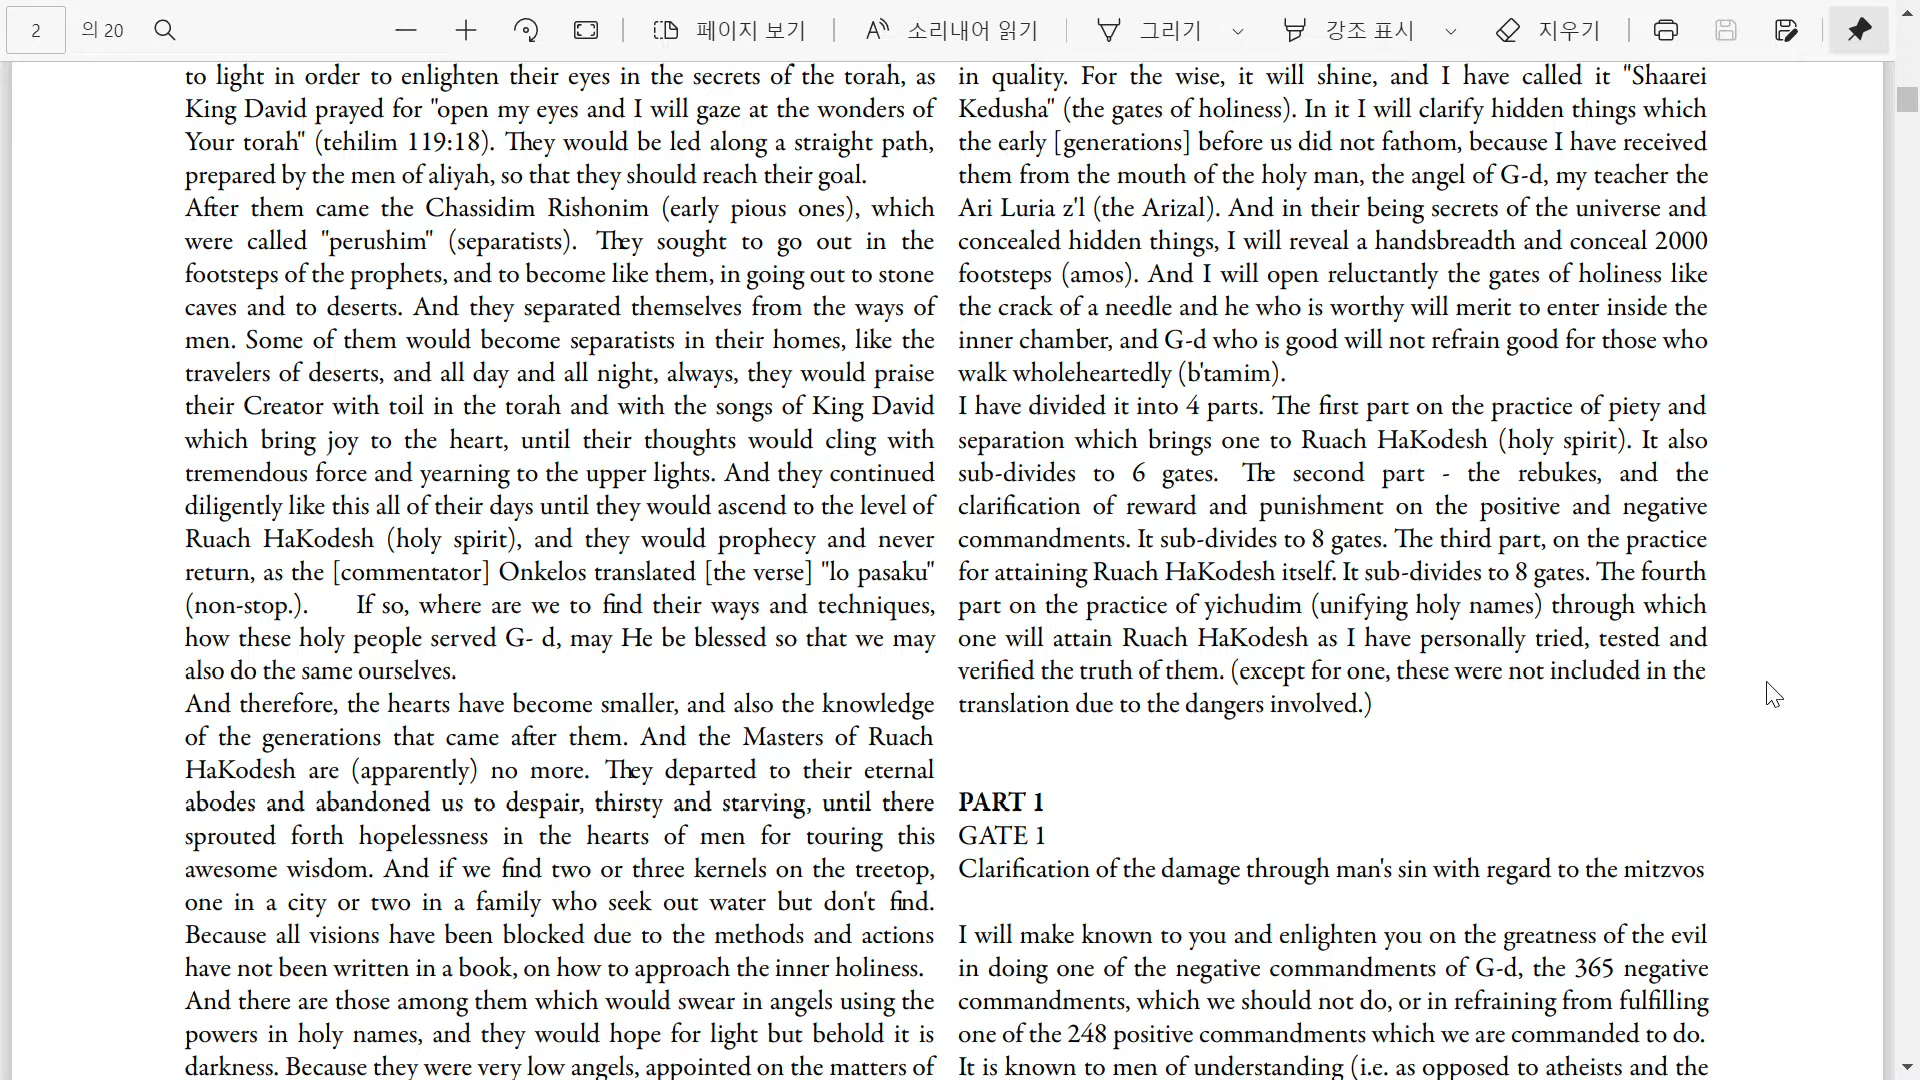 2 의 20 페이지 보기 소리내어 읽기 그리기 강조 표시 지우기
to light in order to enlighten their eyes in the secrets of the torah, as
King David prayed for "open my eyes and I will gaze at the wonders of
Your torah" (tehilim 119:18). They would be led along a straight path,
prepared by the men of aliyah, so that they should reach their goal.
After them came the Chassidim Rishonim (early pious ones), which
were called "perushim" (separatists). They sought to go out in the
footsteps of the prophets, and to become like them, in going out to stone
caves and to deserts. And they separated themselves from the ways of
men. Some of them would become separatists in their homes, like the
travelers of deserts, and all day and all night, always, they would praise
their Creator with toil in the torah and with the songs of King David
which bring joy to the heart, until their thoughts would cling with
tremendous force and yearning to the upper lights. And they continued
diligently like this all of their days until they would ascend to the level of
Ruach HaKodesh (holy spirit), and they would prophecy and never
return, as the [commentator] Onkelos translated [the verse] "lo pasaku"
(non-stop.). If so, where are we to find their ways and techniques,
how these holy people served G- d, may He be blessed so that we may
also do the same ourselves.
And therefore, the hearts have become smaller, and also the knowledge
of the generations that came after them. And the Masters of Ruach
HaKodesh are (apparently) no more. They departed to their eternal
abodes and abandoned us to despair, thirsty and starving, until there
sprouted forth hopelessness in the hearts of men for touring this
awesome wisdom. And if we find two or three kernels on the treetop,
one in a city or two in a family who seek out water but don't find.
Because all visions have been blocked due to the methods and actions
have not been written in a book, on how to approach the inner holiness.
And there are those among them which would swear in angels using the
powers in holy names, and they would hope for light but behold it is
darkness. Because they were very low angels, appointed on the matters of
in quality. For the wise, it will shine, and I have called it "Shaarei
Kedusha" (the gates of holiness). In it I will clarify hidden things which
the early [generations] before us did not fathom, because I have received
them from the mouth of the holy man, the angel of G-d, my teacher the
Ari Luria z'l (the Arizal). And in their being secrets of the universe and
concealed hidden things, I will reveal a handsbreadth and conceal 2000
footsteps (amos). And I will open reluctantly the gates of holiness like
the crack of a needle and he who is worthy will merit to enter inside the
inner chamber, and G-d who is good will not refrain good for those who
walk wholeheartedly (b'tamim).
I have divided it into 4 parts. The first part on the practice of piety and
separation which brings one to Ruach HaKodesh (holy spirit). It also
sub-divides to 6 gates. The second part - the rebukes, and the
clarification of reward and punishment on the positive and negative
commandments. It sub-divides to 8 gates. The third part, on the practice
for attaining Ruach HaKodesh itself. It sub-divides to 8 gates. The fourth
part on the practice of yichudim (unifying holy names) through which
one will attain Ruach HaKodesh as I have personally tried, tested and
verified the truth of them. (except for one, these were not included in the
translation due to the dangers involved.)
PART 1
GATE 1
Clarification of the damage through man's sin with regard to the mitzvos
I will make known to you and enlighten you on the greatness of the evil
in doing one of the negative commandments of G-d, the 365 negative
commandments, which we should not do, or in refraining from fulfilling
one of the 248 positive commandments which we are commanded to do.
It is known to men of understanding (i.e. as opposed to atheists and the